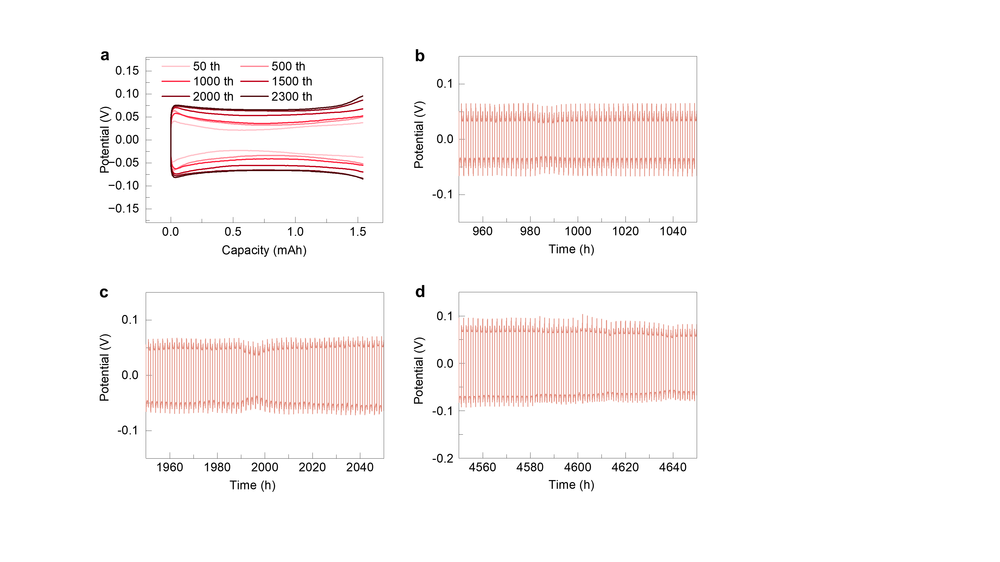 a
50 th
500 th
1000 th
1500 th
2000 th
2300 th
0.15
0.10
0.05
0.00
−0.05
−0.10
−0.15
Potential (V)
0.0 0.5 1.0 1.5
Capacity (mAh)
b
0.1
0.0
-0.1
Potential (V)
960 980 1000 1020 1040
Time (h)
c
0.1
0.0
-0.1
Potential (V)
1960 1980 2000 2020 2040
Time (h)
d
0.1
0.0
-0.1
-0.2
Potential (V)
4560 4580 4600 4620 4640
Time (h)